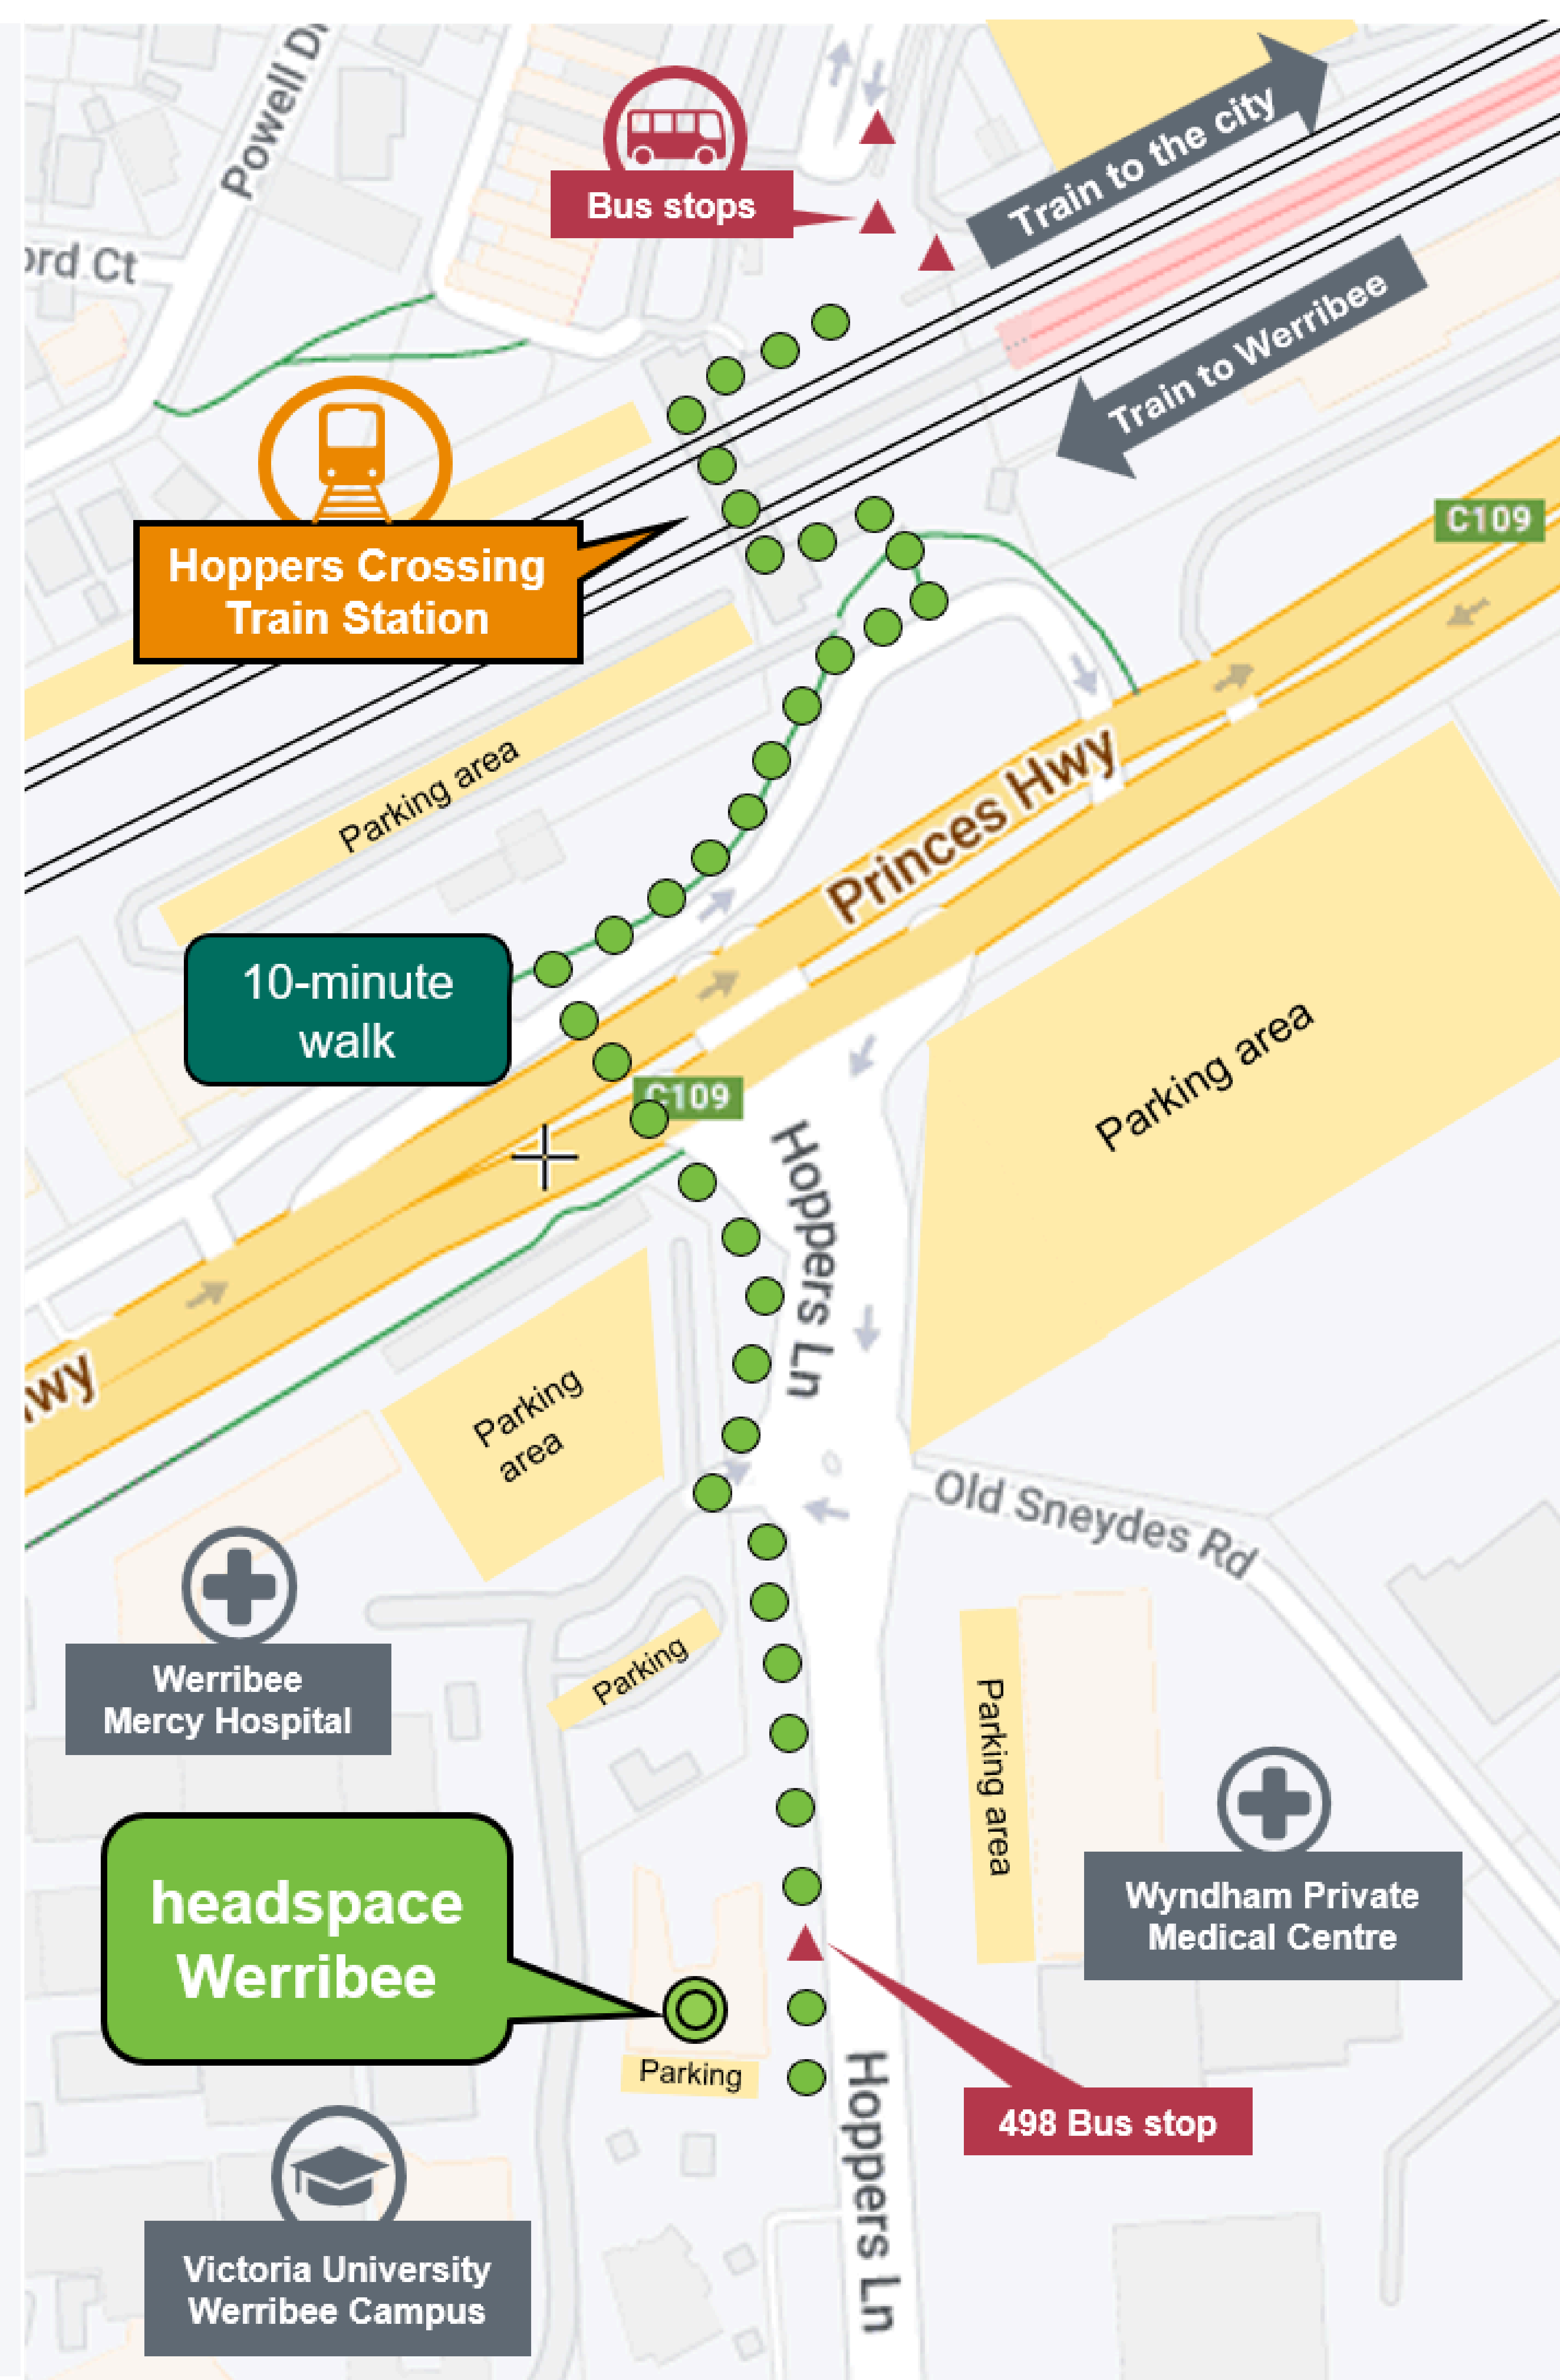 Powell Dr
ord Ct
Bus stops
Train to the city
Train to Werribee
Hoppers Crossing
Train Station
C109
Parking area
Princes Hwy
10-minute
walk
C109
Parking area
Hoppers Ln
wy
Parking
area
Old Sneydes Rd
Werribee
Mercy Hospital
Parking
Parking area
Wyndham Private
Medical Centre
headspace
Werribee
Parking
498 Bus stop
Hoppers Ln
Victoria University
Werribee Campus